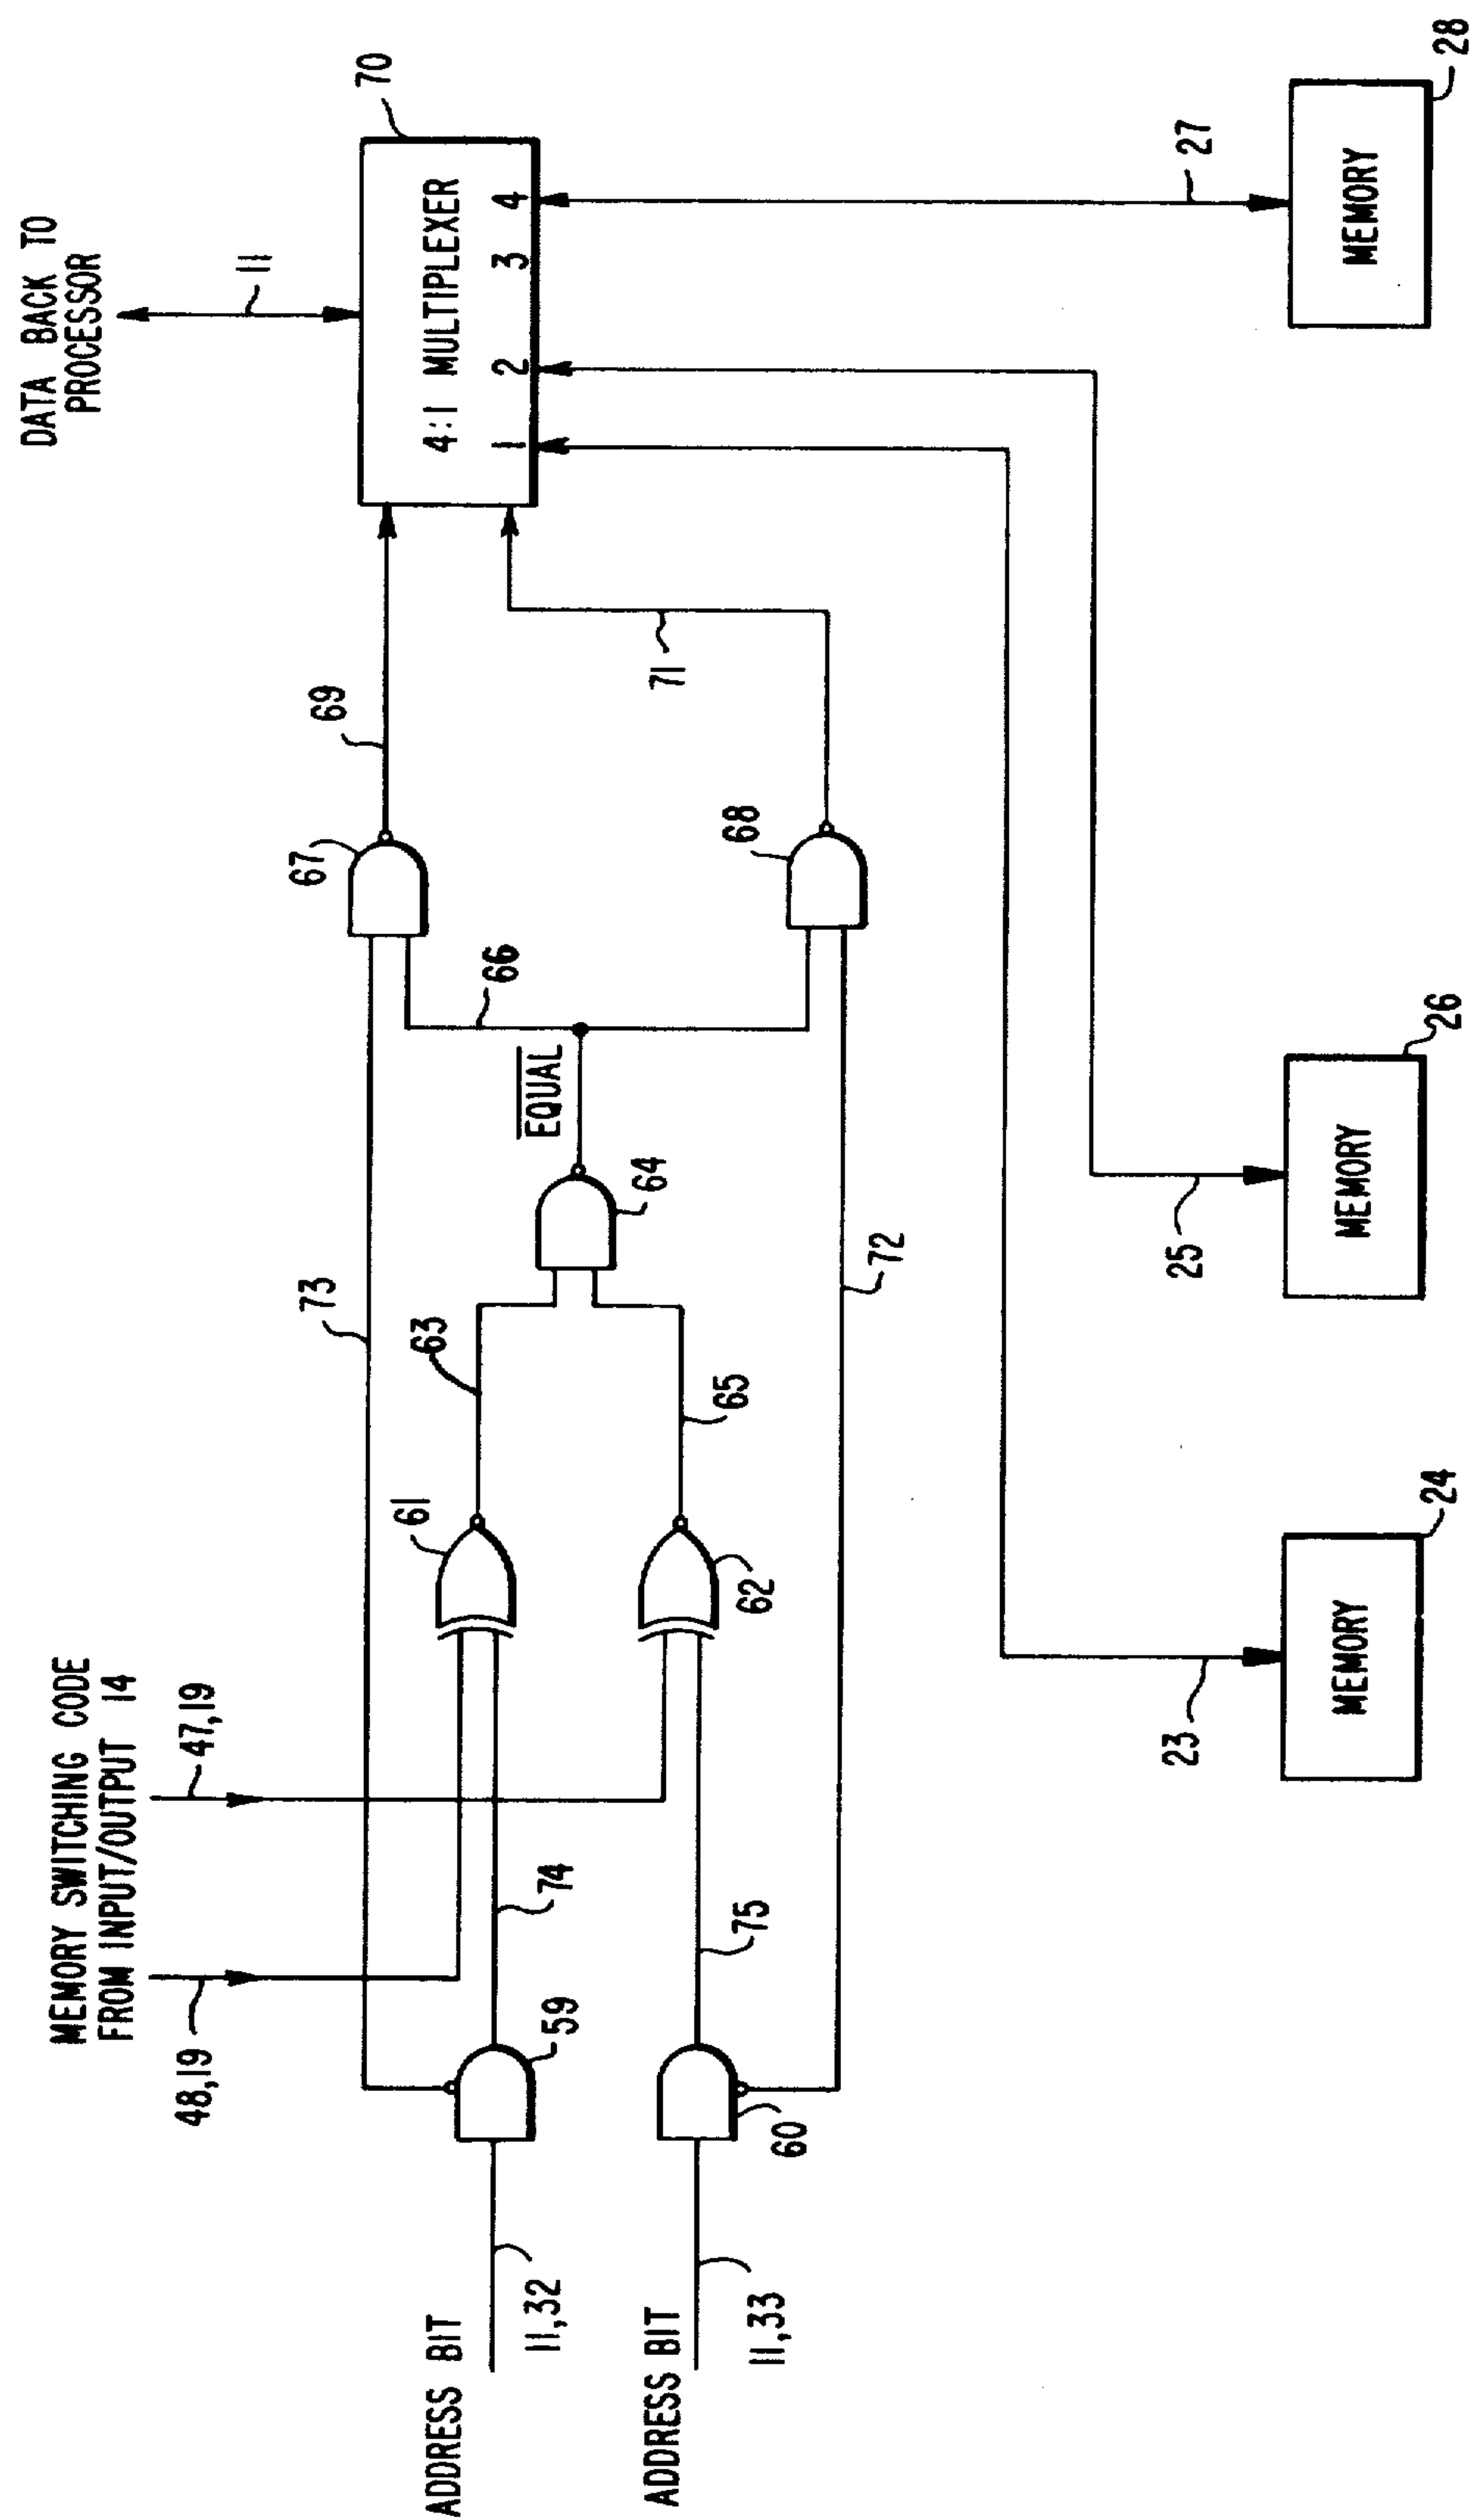 MEMORY SWITCHING CODE
FROM INPUT/OUTPUT 14
DATA BACK TO
PROCESSOR
48,19
47,19
11
70
73
67
69
4:1 MULTIPLEXER
1 2 3 4
61
63
66
EQUAL
ADDRESS BIT
11,32
59
74
64
71
ADDRESS BIT
11,33
60
75
62
65
68
72
23
25
27
MEMORY
24
MEMORY
26
MEMORY
28